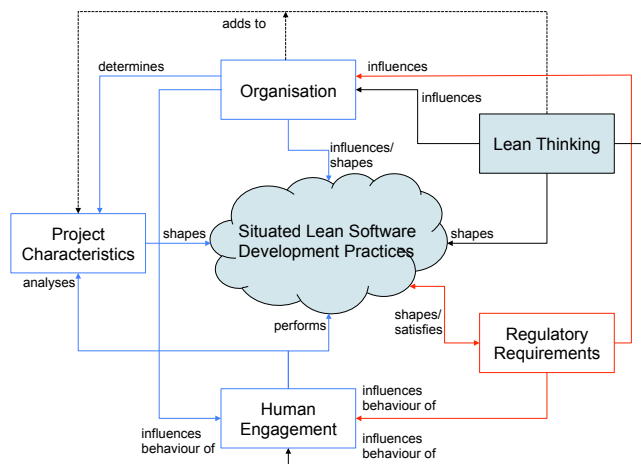 adds to
determines
influences
Organisation
influences
Lean Thinking
influences/
shapes
Situated Lean Software
Development Practices
Project
Characteristics
shapes
shapes
analyses
performs
shapes/
satisfies
Regulatory
Requirements
influences
behaviour of
Human
Engagement
influences
behaviour of
influences
behaviour of